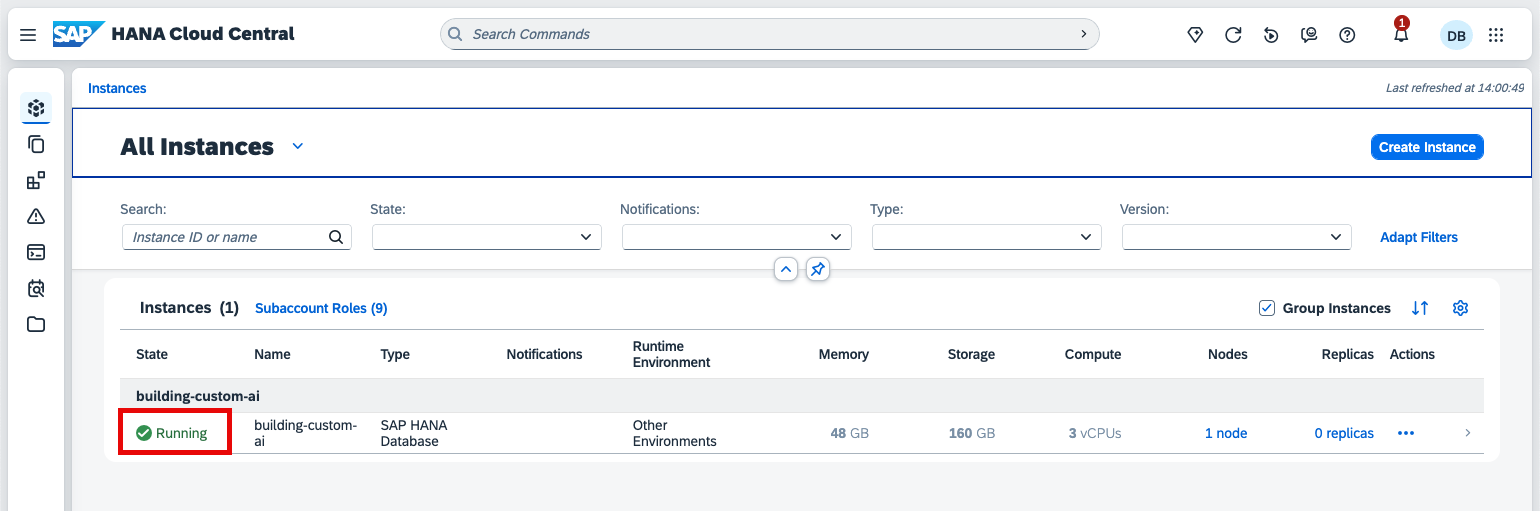 SAP HANA Cloud Central
Search Commands
1
DB
Instances
Last refreshed at 14:00:49
All Instances
Create Instance
Search: State: Notifications: Type: Version:
Instance ID or name
Adapt Filters
Instances (1) Subaccount Roles (9)
Group Instances
State Name Type Notifications Runtime Environment Memory Storage Compute Nodes Replicas Actions
building-custom-ai
Running building-custom-ai SAP HANA Database Other Environments 48 GB 160 GB 3 vCPUs 1 node 0 replicas